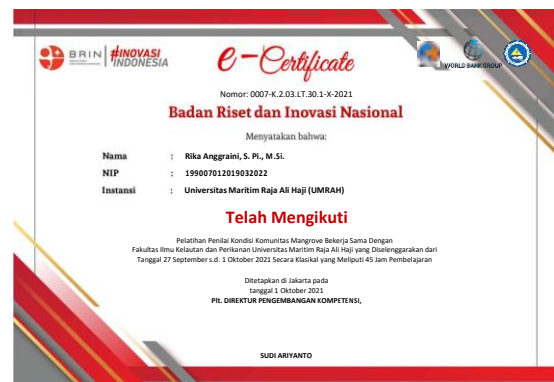 BRIN
#INOVASI
INDONESIA
e-Certificate
WORLD BANK GROUP
Nomor: 0007-K.2.03.LT.30.1-X-2021
Badan Riset dan Inovasi Nasional
Menyatakan bahwa:
Nama : Rika Anggraini, S. Pi., M.Si.
NIP : 199007012019032022
Instansi : Universitas Maritim Raja Ali Haji (UMRAH)
Telah Mengikuti
Pelatihan Penilai Kondisi Komunitas Mangrove Bekerja Sama Dengan
Fakultas Ilmu Kelautan dan Perikanan Universitas Maritim Raja Ali Haji yang Diselenggarakan dari
Tanggal 27 September s.d. 1 Oktober 2021 Secara Klasikal yang Meliputi 45 Jam Pembelajaran
Ditetapkan di Jakarta pada
tanggal 1 Oktober 2021
Plt. DIREKTUR PENGEMBANGAN KOMPETENSI,
SUDI ARIYANTO